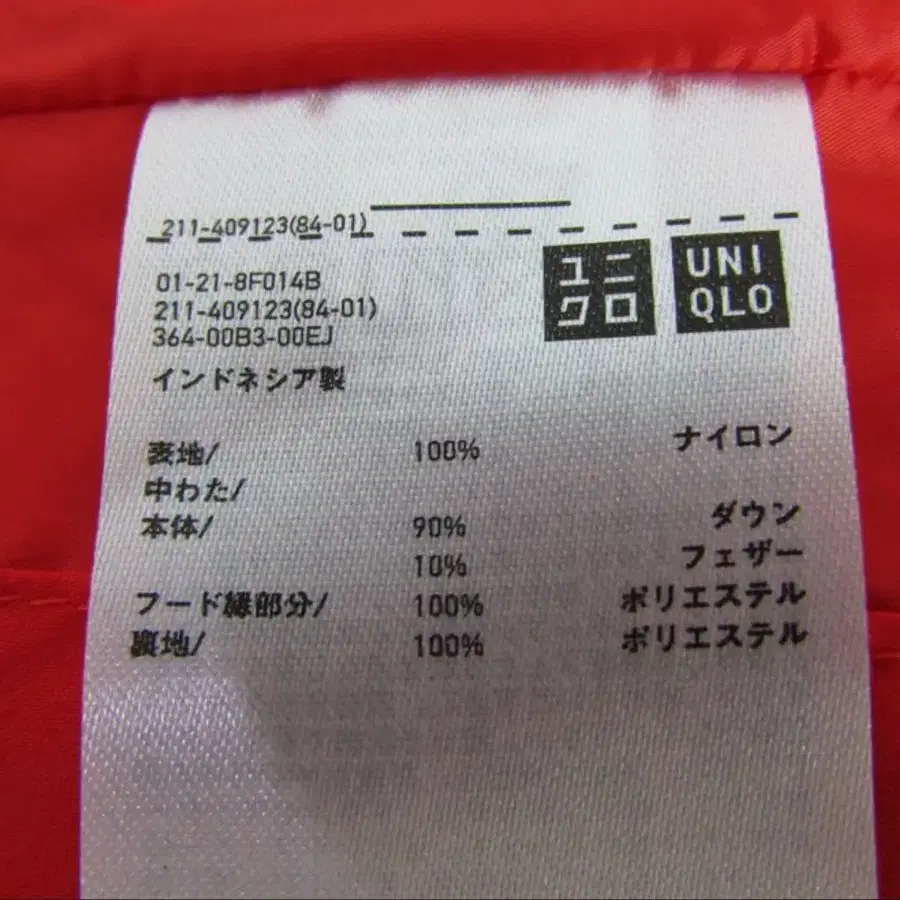 211-409123(84-01)
ユニ
クロ
UNI
QLO
01-21-8F014B
211-409123(84-01)
364-00B3-00EJ
インドネシア製
表地/ 100% ナイロン
中わた/
本体/ 90% ダウン
10% フェザー
フード縁部分/ 100% ポリエステル
裏地/ 100% ポリエステル